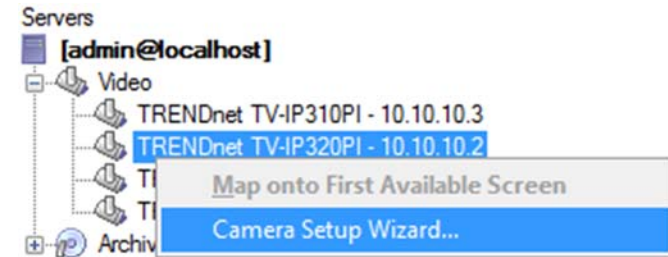 Servers
[admin@localhost]
Video
TRENDnet TV-IP310PI - 10.10.10.3
TRENDnet TV-IP320PI - 10.10.10.2
Map onto First Available Screen
Camera Setup Wizard...